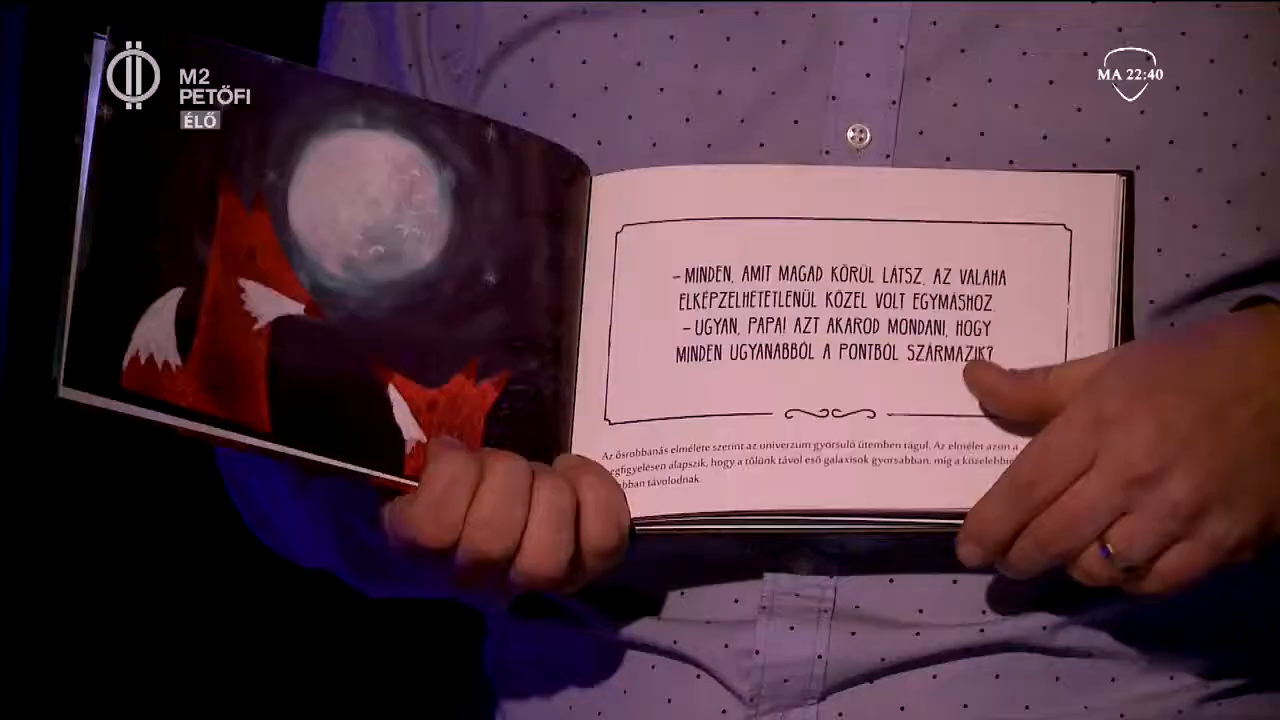 M2
PETŐFI
ÉLŐ
MA 22:40
– MINDEN, AMIT MAGAD KÖRÜL LÁTSZ, AZ VALAHA
ELKÉPZELHETETLENÜL KÖZEL VOLT EGYMÁSHOZ.
– UGYAN, PAPA! AZT AKAROD MONDANI, HOGY
MINDEN UGYANABBÓL A PONTBÓL SZÁRMAZIK?
Az ősrobbanás elmélete szerint az univerzum gyorsuló ütemben tágul. Az elmélet azon a
egfigyelésen alapszik, hogy a tőlünk távol eső galaxisok gyorsabban, míg a közelebbi
abban távolodnak.